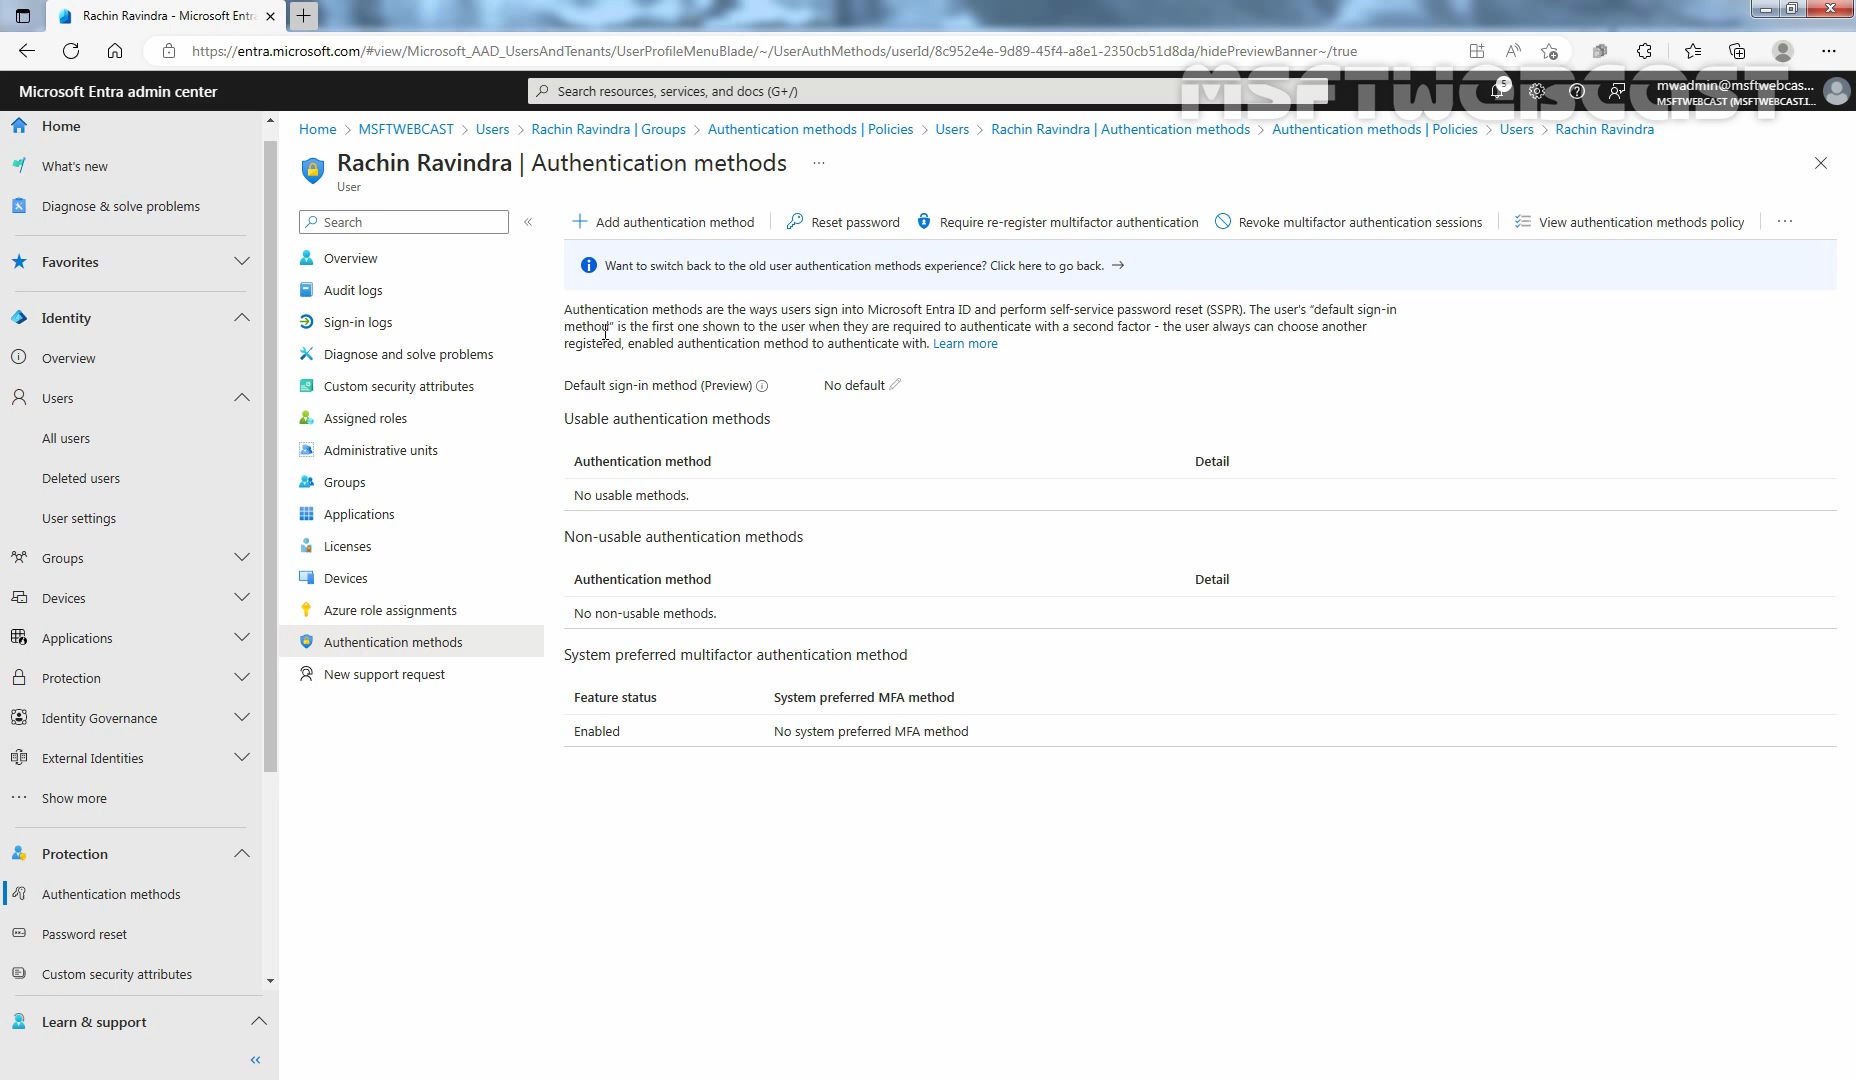 Rachin Ravindra - Microsoft Entr
https://entra.microsoft.com/#view/Microsoft_AAD_UsersAndTenants/UserProfileMenuBlade/~/UserAuthMethods/userId/8c952e4e-9d89-45f4-a8e1-2350cb51d8da/hidePreviewBanner~/true
Microsoft Entra admin center
Search resources, services, and docs (G+/)
5
mwadmin@msftwebcas...
MSFTWEBCAST (MSFTWEBCAST.I...
MSFTWEBCAST
Home
What's new
Diagnose & solve problems
Favorites
Identity
Overview
Users
All users
Deleted users
User settings
Groups
Devices
Applications
Protection
Identity Governance
External Identities
Show more
Protection
Authentication methods
Password reset
Custom security attributes
Learn & support
Home > MSFTWEBCAST > Users > Rachin Ravindra | Groups > Authentication methods | Policies > Users > Rachin Ravindra | Authentication methods > Authentication methods | Policies > Users > Rachin Ravindra
Rachin Ravindra | Authentication methods ...
User
Search
Overview
Audit logs
Sign-in logs
Diagnose and solve problems
Custom security attributes
Assigned roles
Administrative units
Groups
Applications
Licenses
Devices
Azure role assignments
Authentication methods
New support request
Add authentication method
Reset password
Require re-register multifactor authentication
Revoke multifactor authentication sessions
View authentication methods policy
Want to switch back to the old user authentication methods experience? Click here to go back. →
Authentication methods are the ways users sign into Microsoft Entra ID and perform self-service password reset (SSPR). The user's “default sign-in
method” is the first one shown to the user when they are required to authenticate with a second factor - the user always can choose another
registered, enabled authentication method to authenticate with. Learn more
Default sign-in method (Preview) No default
Usable authentication methods
Authentication method Detail
No usable methods.
Non-usable authentication methods
Authentication method Detail
No non-usable methods.
System preferred multifactor authentication method
Feature status System preferred MFA method
Enabled No system preferred MFA method